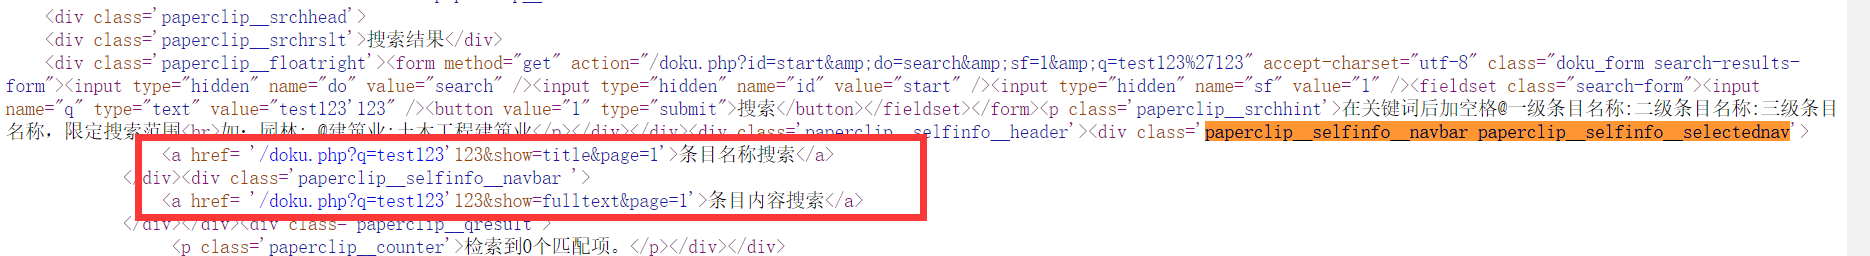 <div class='paperclip__srchhead'>
<div class='paperclip__srchrslt'>搜索结果</div>
<div class='paperclip__floatright'><form method="get" action="/doku.php?id=start&amp;do=search&amp;sf=1&amp;q=test123%27123" accept-charset="utf-8" class="doku_form search-results-
form"><input type="hidden" name="do" value="search" /><input type="hidden" name="id" value="start" /><input type="hidden" name="sf" value="1" /><fieldset class="search-form"><input
name="q" type="text" value="test123'123" /><button value="1" type="submit">搜索</button></fieldset></form><p class='paperclip__srchhint'>在关键词后加空格@一级条目名称:二级条目名称:三级条目
名称，限定搜索范围<br>如：园林: @建筑业:土木工程建筑业</p></div></div><div class='paperclip__selfinfo__header'><div class='paperclip__selfinfo__navbar paperclip__selfinfo__selectednav'>
<a href= '/doku.php?q=test123'123&show=title&page=1'>条目名称搜索</a>
</div><div class='paperclip__selfinfo__navbar '>
<a href= '/doku.php?q=test123'123&show=fulltext&page=1'>条目内容搜索</a>
</div></div><div class='paperclip__qresult'>
<p class='paperclip__counter'>检索到0个匹配项。</p></div></div>